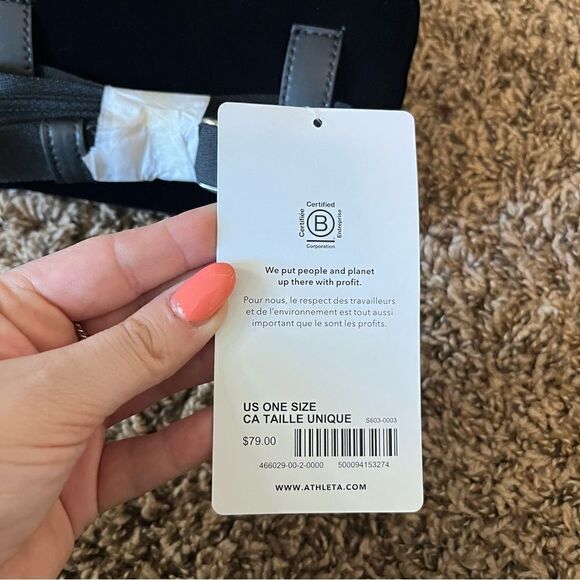 Certified
Certifiée
B
Entreprise
Corporation
We put people and planet
up there with profit.
Pour nous, le respect des travailleurs
et de l'environnement est tout aussi
important que le sont les profits.
US ONE SIZE
CA TAILLE UNIQUE S603-0003
$79.00
466029-00-2-0000 500094153274
WWW.ATHLETA.COM